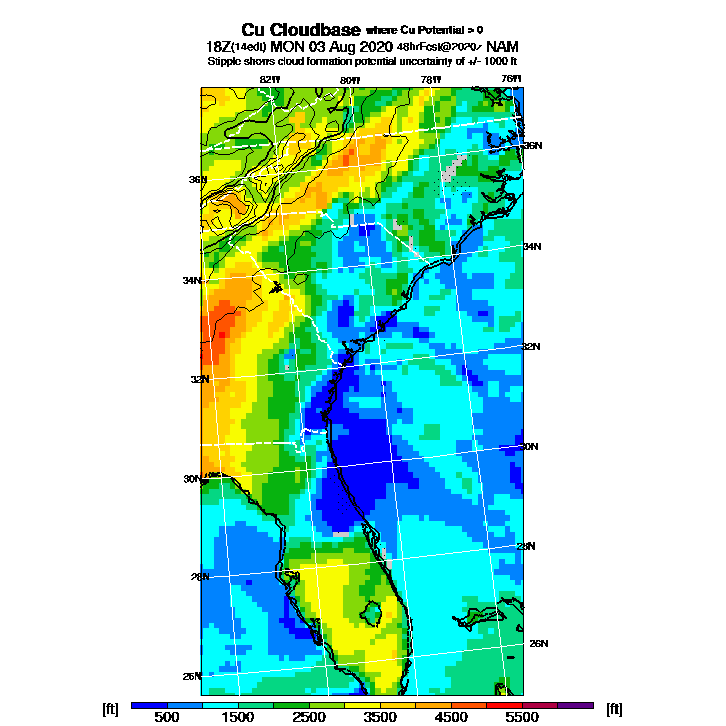 Cu Cloudbase where Cu Potential > 0
18Z(14edt) MON 03 Aug 2020 NAM
Stipple shows cloud formation potential uncertainty of +/- 1000 ft
82W 80W 78W 76W
36N
36N
34N
34N
32N
32N
30N
30N
28N
28N
26N
26N
[ft] 500 1500 2500 3500 4500 5500 [ft]